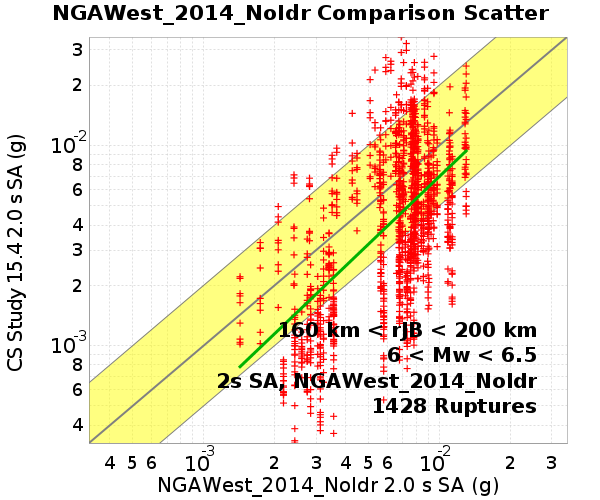 NGAWest_2014_NoIdr Comparison Scatter
3
2
10-2
8
6
4
3
2
10-3
8
6
4
CS Study 15.4 2.0 s SA (g)
160 km < rJB < 200 km
6 < Mw < 6.5
2s SA, NGAWest_2014_NoIdr
1428 Ruptures
4 5 6 10-3 2 3 4 5 6 10-2 2 3
NGAWest_2014_NoIdr 2.0 s SA (g)